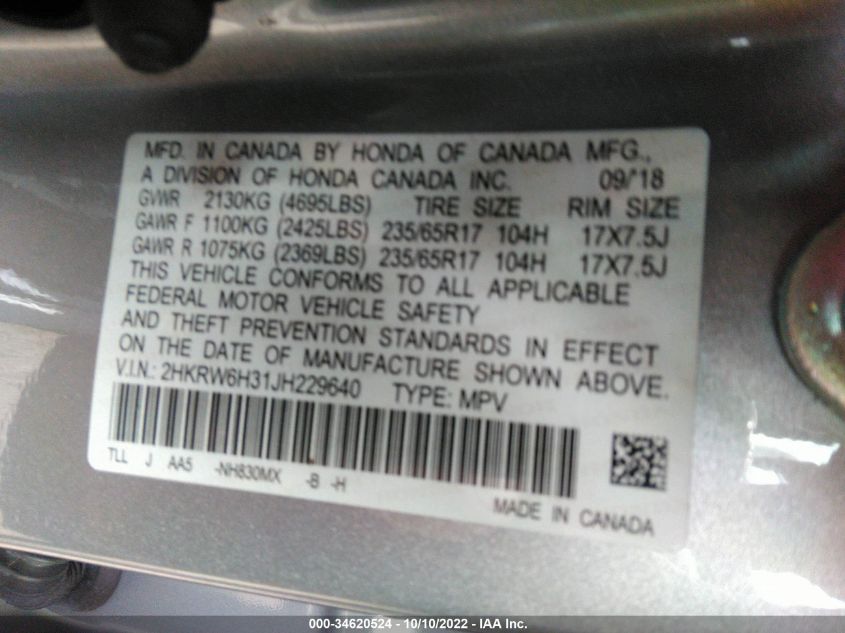 MFD. IN CANADA BY HONDA OF CANADA MFG.,
A DIVISION OF HONDA CANADA INC. 09/'18
GVWR 2130KG (4695LBS) TIRE SIZE RIM SIZE
GAWR F 1100KG (2425LBS) 235/65R17 104H 17X7.5J
GAWR R 1075KG (2369LBS) 235/65R17 104H 17X7.5J
THIS VEHICLE CONFORMS TO ALL APPLICABLE
FEDERAL MOTOR VEHICLE SAFETY
AND THEFT PREVENTION STANDARDS IN EFFECT
ON THE DATE OF MANUFACTURE SHOWN ABOVE.
V.I.N.: 2HKRW6H31JH229640 TYPE: MPV
TLL J AA5 -NH830MX -B -H
MADE IN CANADA
000-34620524 - 10/10/2022 - IAA Inc.